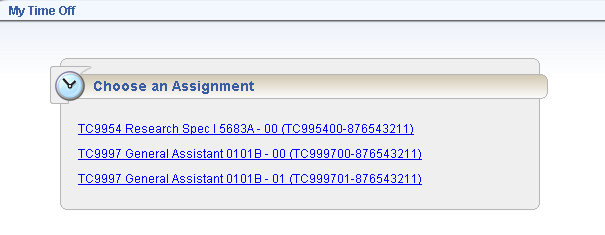 My Time Off
Choose an Assignment
TC9954 Research Spec I 5683A - 00 (TC995400-876543211)
TC9997 General Assistant 0101B - 00 (TC999700-876543211)
TC9997 General Assistant 0101B - 01 (TC999701-876543211)